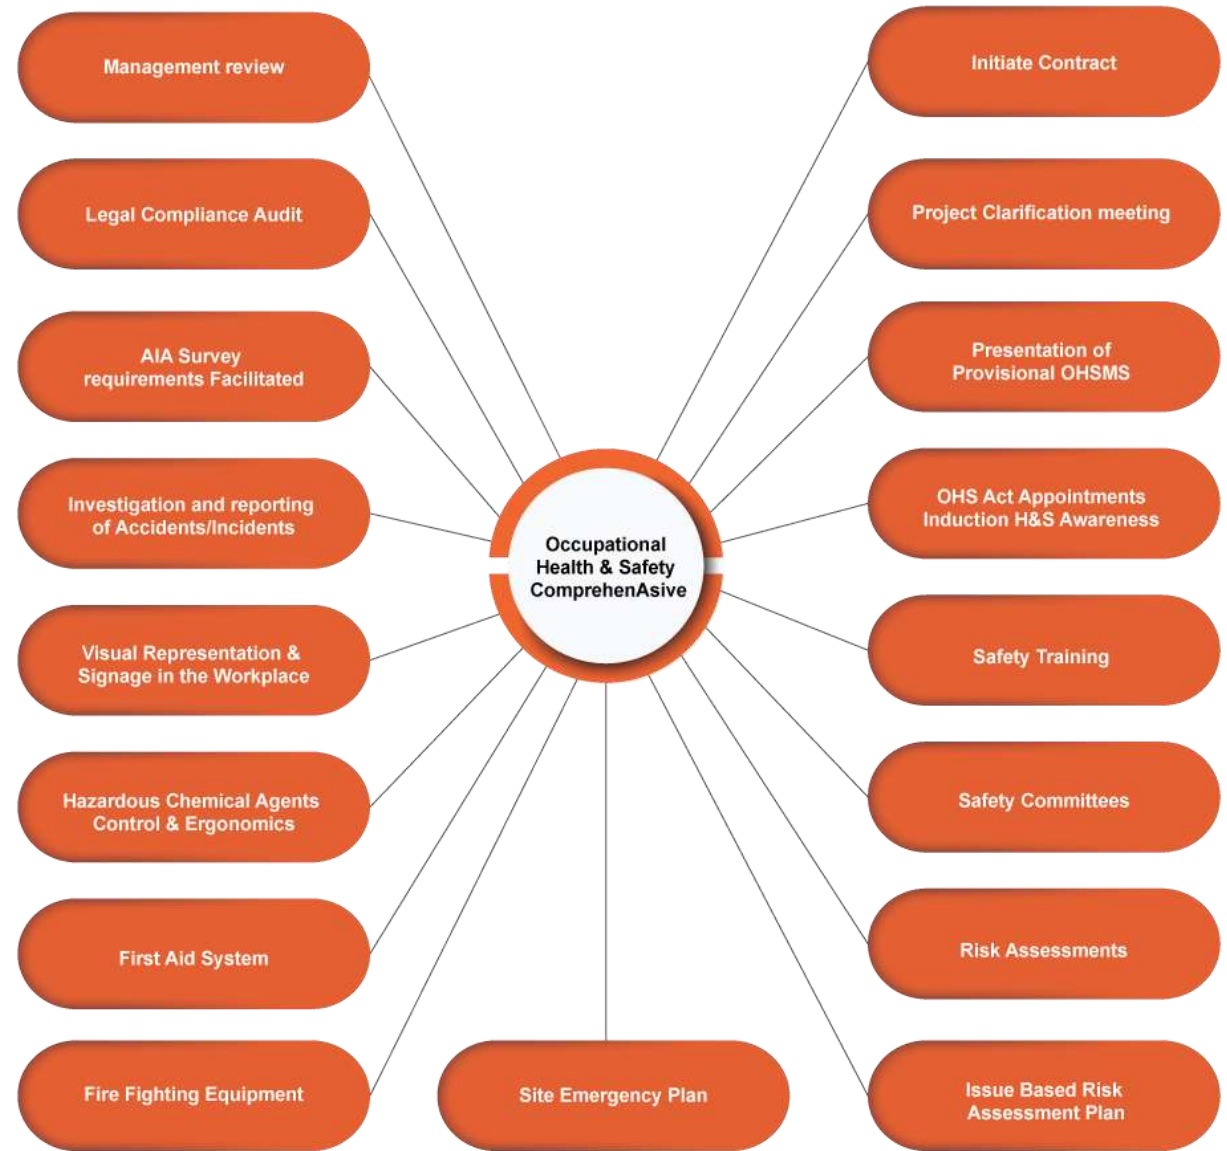 Management review
Initiate Contract
Legal Compliance Audit
Project Clarification meeting
AIA Survey
requirements Facilitated
Presentation of
Provisional OHSMS
Investigation and reporting
of Accidents/Incidents
OHS Act Appointments
Induction H&S Awareness
Occupational
Health & Safety
ComprehenAsive
Visual Representation &
Signage in the Workplace
Safety Training
Hazardous Chemical Agents
Control & Ergonomics
Safety Committees
First Aid System
Risk Assessments
Fire Fighting Equipment
Site Emergency Plan
Issue Based Risk
Assessment Plan